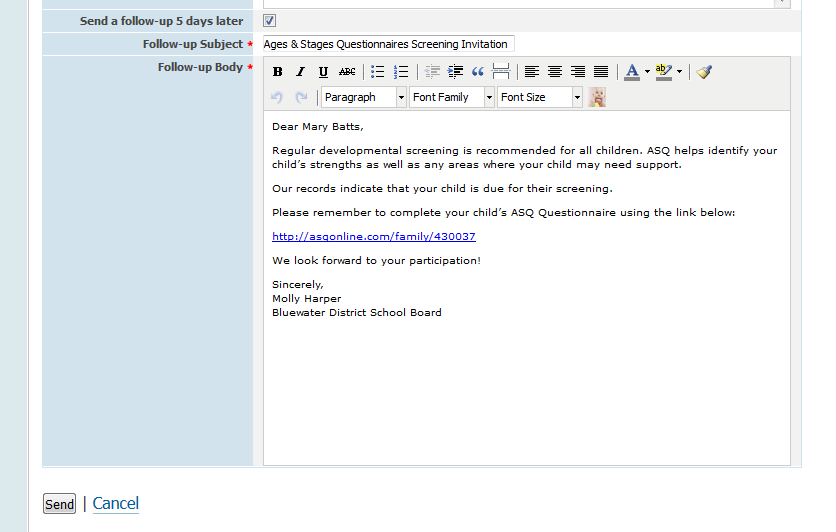 Send a follow-up 5 days later
Follow-up Subject *
Ages & Stages Questionnaires Screening Invitation
Follow-up Body *
B I U ABC
A ab
Paragraph Font Family Font Size
Dear Mary Batts,
Regular developmental screening is recommended for all children. ASQ helps identify your
child’s strengths as well as any areas where your child may need support.
Our records indicate that your child is due for their screening.
Please remember to complete your child’s ASQ Questionnaire using the link below:
http://asqonline.com/family/430037
We look forward to your participation!
Sincerely,
Molly Harper
Bluewater District School Board
Send | Cancel